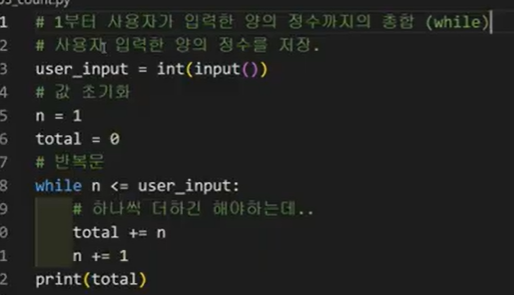 05_count.py
1 # 1부터 사용자가 입력한 양의 정수까지의 총합 (while)
2 # 사용자 입력한 양의 정수를 저장.
3 user_input = int(input())
4 # 값 초기화
5 n = 1
6 total = 0
7 # 반복문
8 while n <= user_input:
9 # 하나씩 더하긴 해야하는데..
0 total += n
1 n += 1
2 print(total)